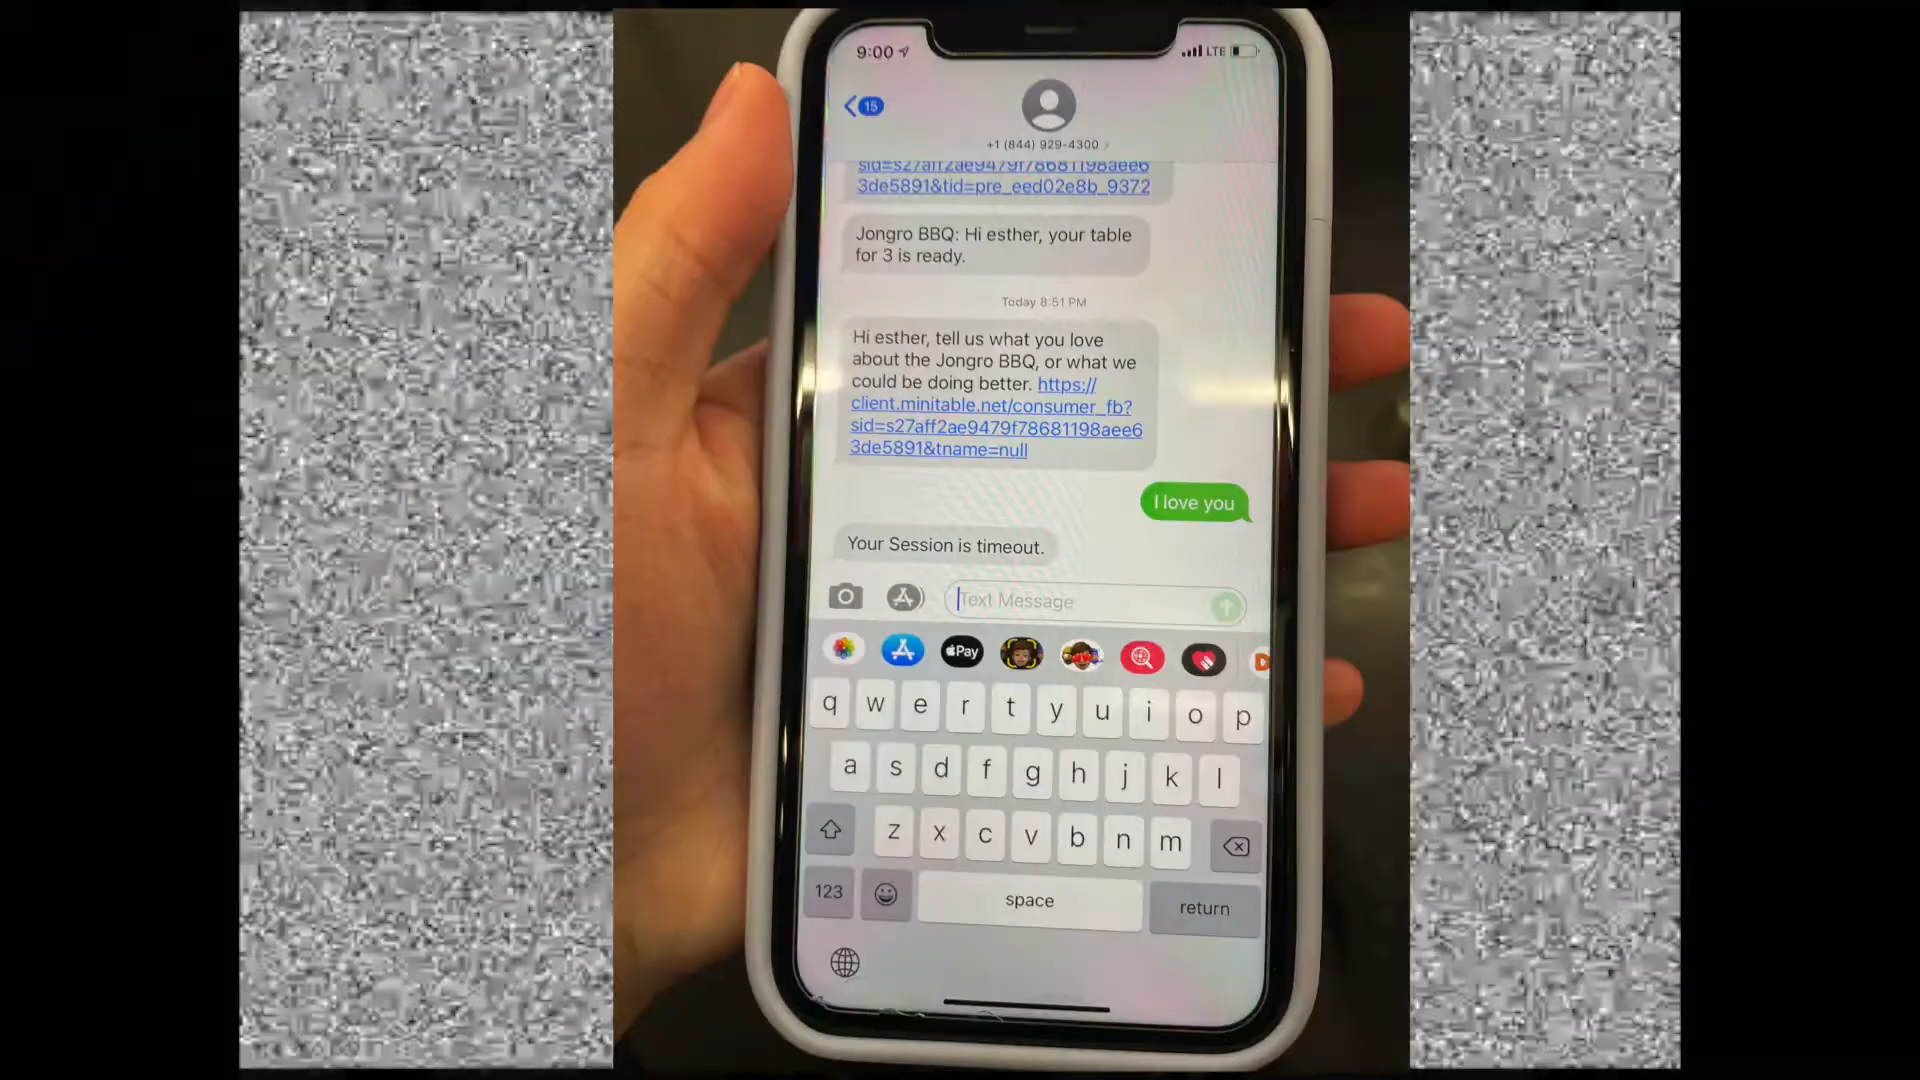 9:00
LTE
15
+1 (844) 929-4300
sid=s27aff2ae9479f78681198aee6
3de5891&tid=pre_eed02e8b_9372
Jongro BBQ: Hi esther, your table
for 3 is ready.
Today 8:51 PM
Hi esther, tell us what you love
about the Jongro BBQ, or what we
could be doing better. https://
client.minitable.net/consumer_fb?
sid=s27aff2ae9479f78681198aee6
3de5891&tname=null
I love you
Your Session is timeout.
Text Message
Pay
D
q w e r t y u i o p
a s d f g h j k l
z x c v b n m
123
space
return